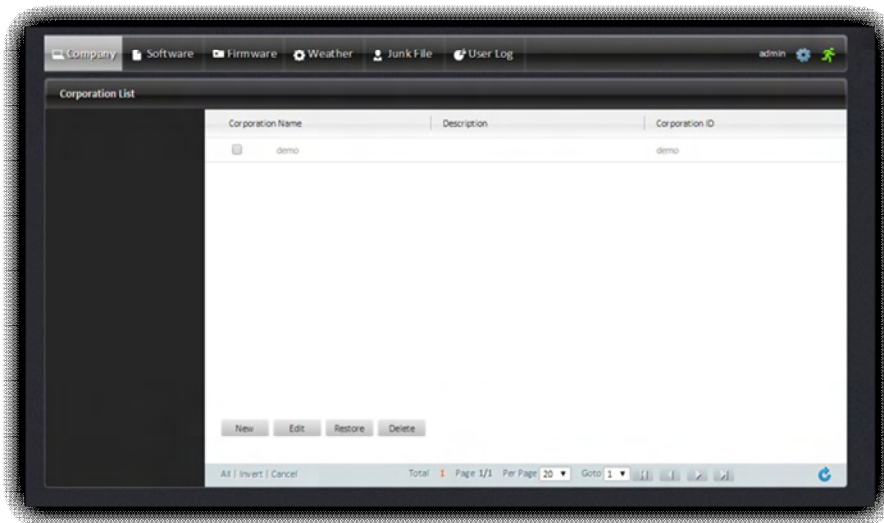 Company Software Firmware Weather Junk File User Log admin
Corporation List
Corporation Name Description Corporation ID
demo demo
New Edit Restore Delete
All | Invert | Cancel Total 1 Page 1/1 Per Page 20 Goto 1